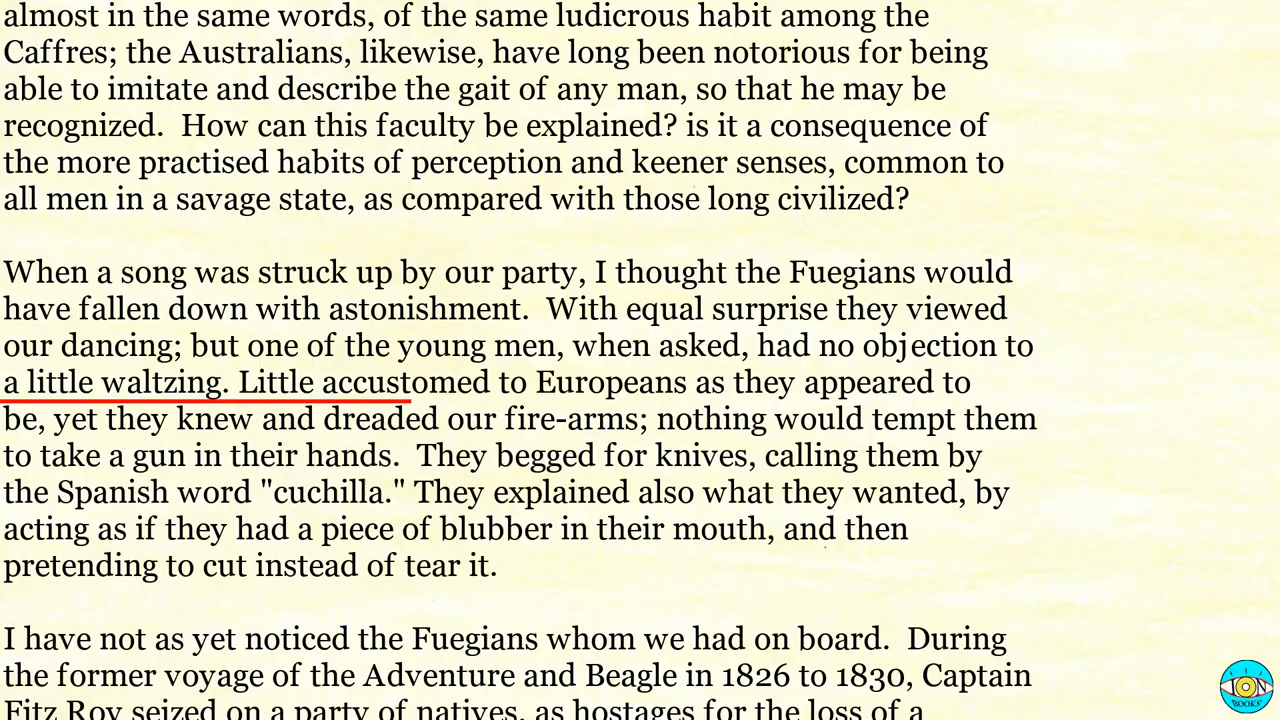 almost in the same words, of the same ludicrous habit among the
Caffres; the Australians, likewise, have long been notorious for being
able to imitate and describe the gait of any man, so that he may be
recognized.  How can this faculty be explained? is it a consequence of
the more practised habits of perception and keener senses, common to
all men in a savage state, as compared with those long civilized?
When a song was struck up by our party, I thought the Fuegians would
have fallen down with astonishment.  With equal surprise they viewed
our dancing; but one of the young men, when asked, had no objection to
a little waltzing. Little accustomed to Europeans as they appeared to
be, yet they knew and dreaded our fire-arms; nothing would tempt them
to take a gun in their hands.  They begged for knives, calling them by
the Spanish word "cuchilla." They explained also what they wanted, by
acting as if they had a piece of blubber in their mouth, and then
pretending to cut instead of tear it.
I have not as yet noticed the Fuegians whom we had on board.  During
the former voyage of the Adventure and Beagle in 1826 to 1830, Captain
Fitz Roy seized on a party of natives, as hostages for the loss of a
ION
BOOKS